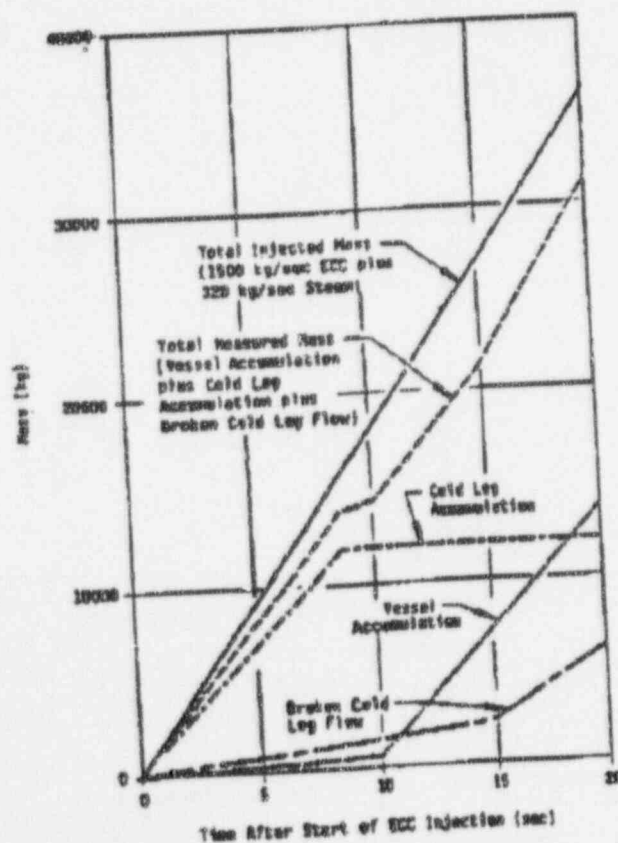 40000
30000
20000
10000
0
Mass (kg)
Total Injected Mass
(1500 kg/sec ECC plus
320 kg/sec Steam
Total Measured Mass
(Vessel Accumulation
plus Cold Leg
Accumulation plus
Broken Cold Leg Flow)
Cold Leg
Accumulation
Vessel
Accumulation
Broken Cold
Leg Flow
0
5
10
15
20
Time After Start of ECC Injection (sec)